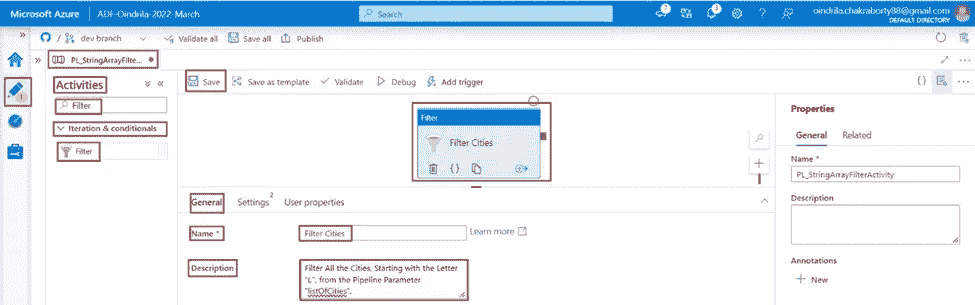 Microsoft Azure ADF-Oindrila-2022-March Search oindrila.chakraborty88@gmail.com
DEFAULT DIRECTORY
dev branch Validate all Save all Publish
PL_StringArrayFilte...
Activities
Filter
Iteration & conditionals
Filter
Save Save as template Validate Debug Add trigger
Filter
Filter Cities
General Settings 2 User properties
Name * Filter Cities Learn more
Description Filter All the Cities, Starting with the Letter
"L", from the Pipeline Parameter
"listOfCities".
Properties
General Related
Name *
PL_StringArrayFilterActivity
Description
Annotations
New